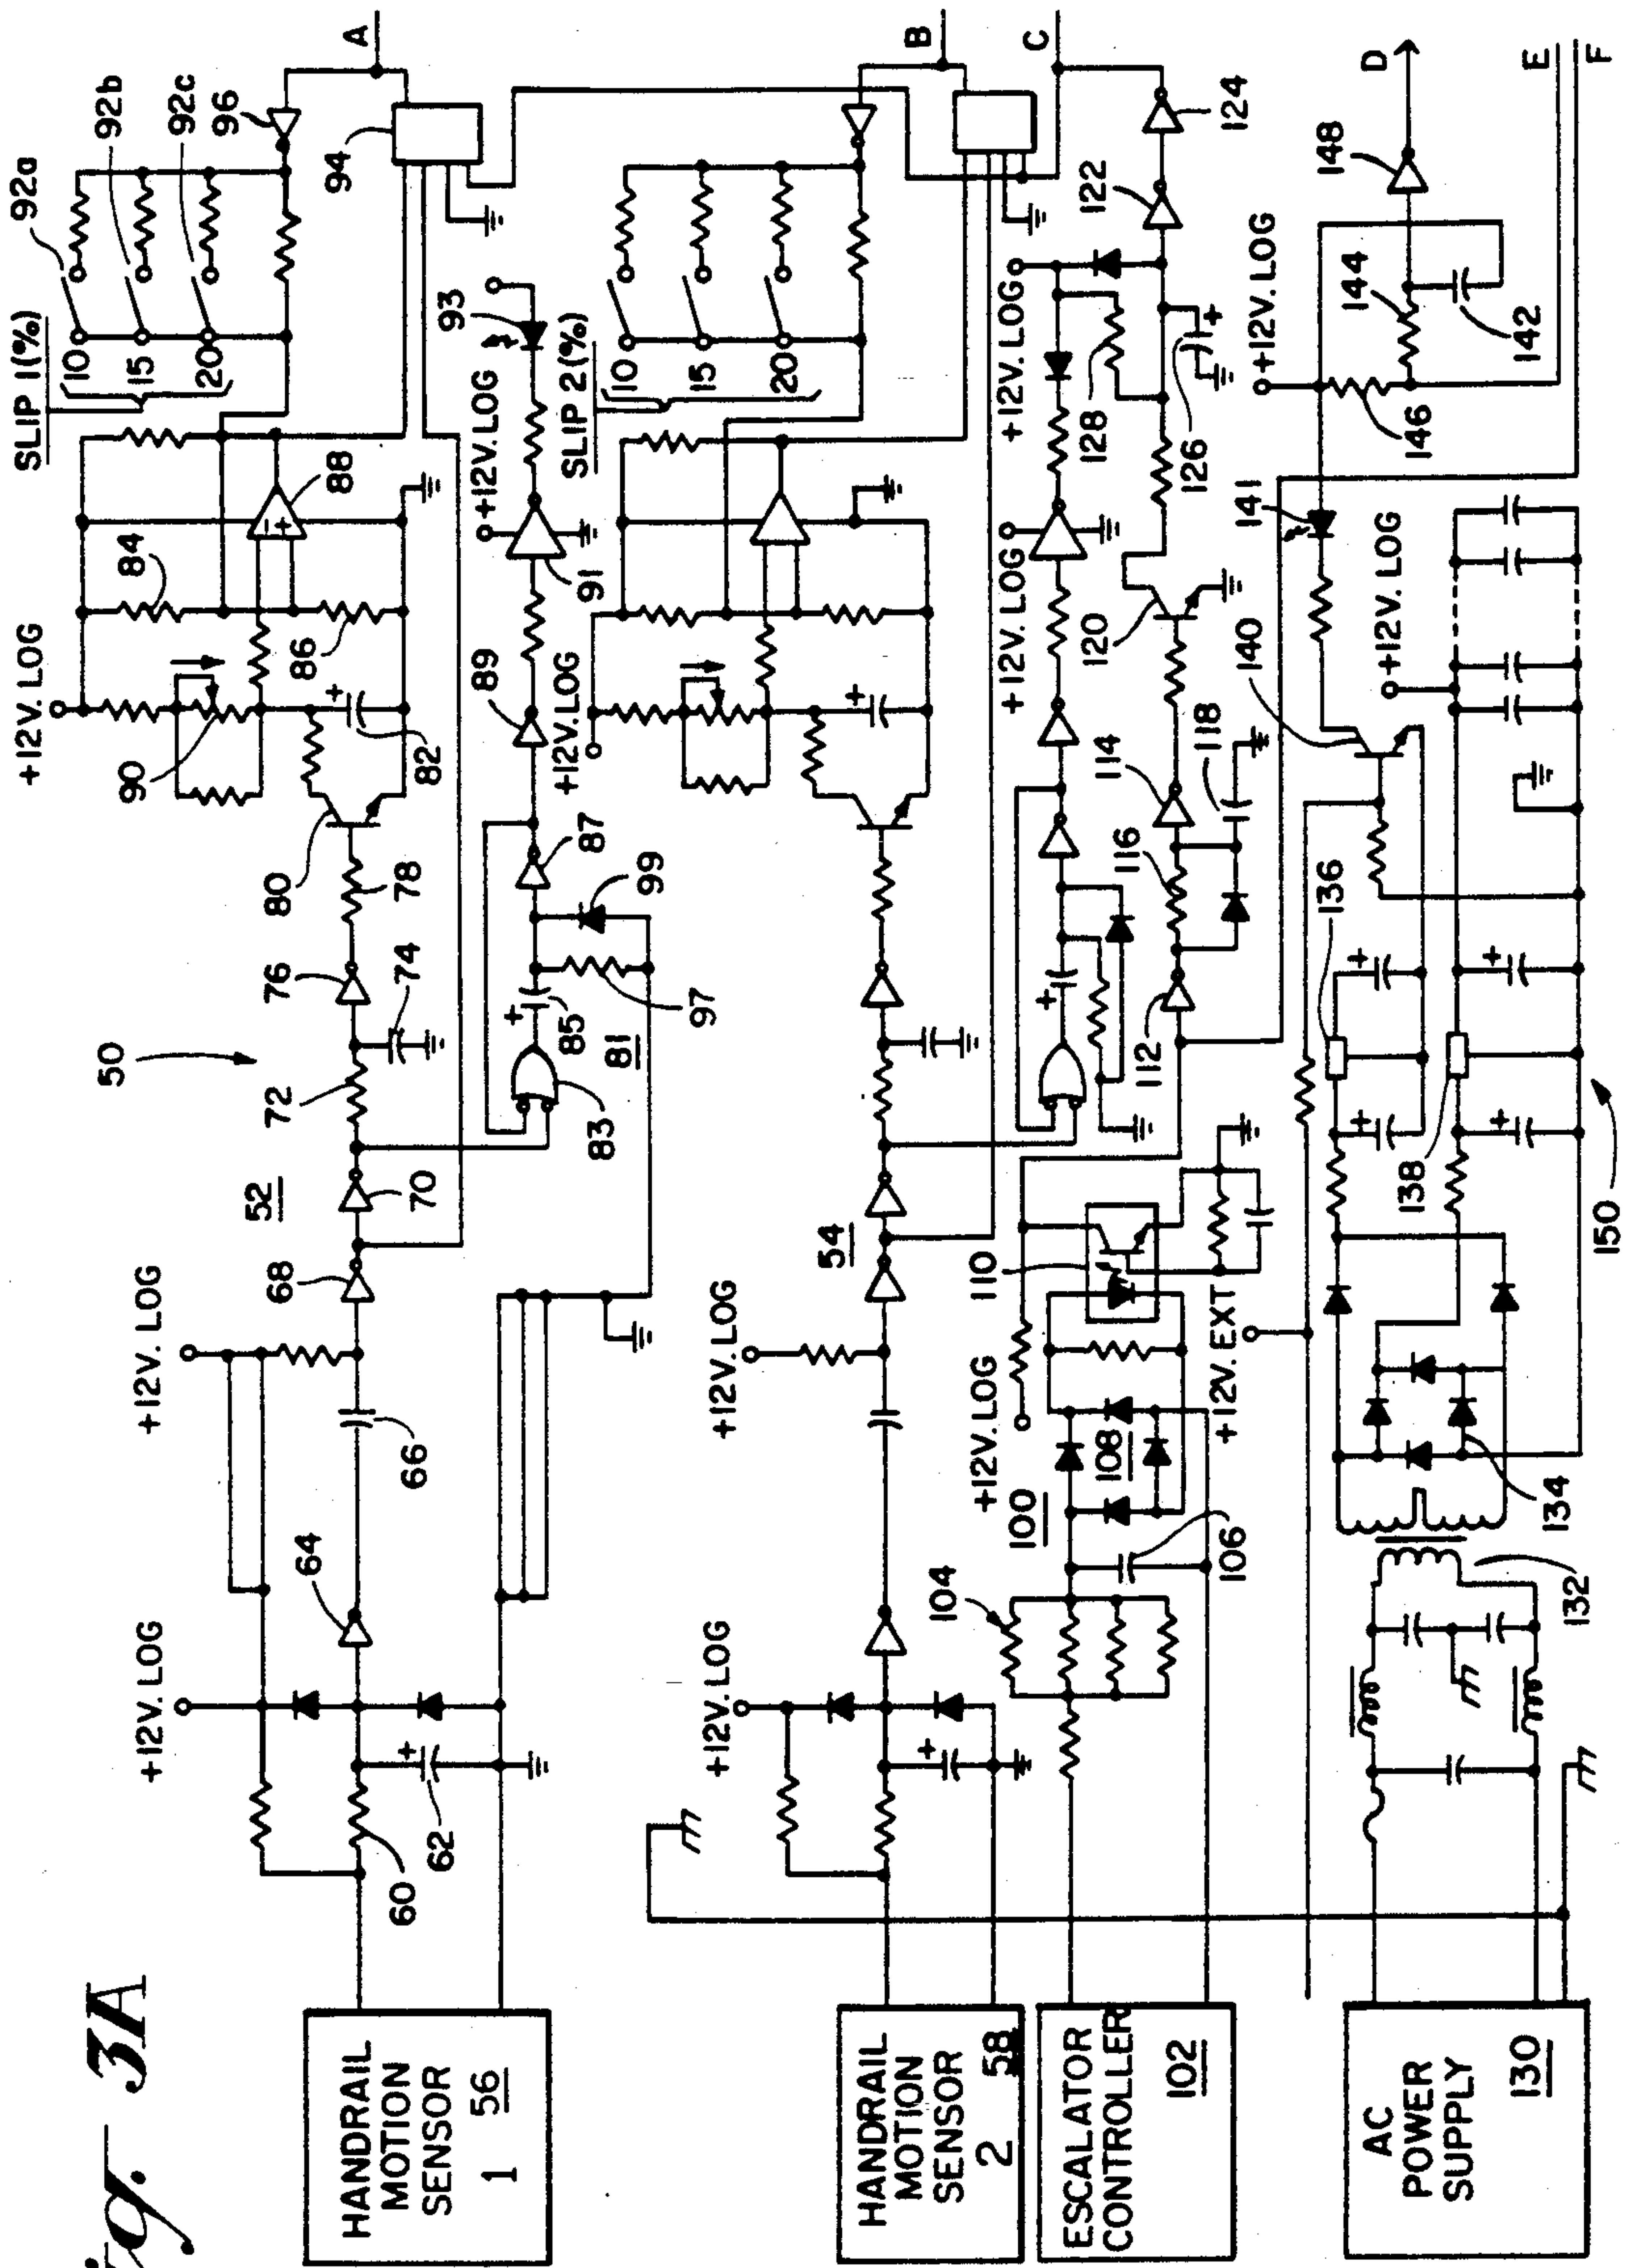 Fig. 3A
50
52
SLIP 1 (%)
10
15
20
92a
92b
92c
96
94
A
+12V. LOG
+12V. LOG
+12V. LOG
84
86
88
90
82
80
78
76
74
72
70
68
66
64
62
60
HANDRAIL
MOTION
SENSOR
1
56
+12V. LOG
93
91
89
87
99
97
85
81
83
SLIP 2 (%)
10
15
20
B
+12V. LOG
+12V. LOG
+12V. LOG
54
HANDRAIL
MOTION
SENSOR
2
58
C
+12V. LOG
+12V. LOG
124
122
128
126
120
118
114
116
112
110
+12V. LOG
100
108
106
104
ESCALATOR
CONTROLLER
102
+12V. EXT
D
E
F
148
144
142
146
+12V. LOG
141
+12V. LOG
140
136
138
150
134
132
AC
POWER
SUPPLY
130